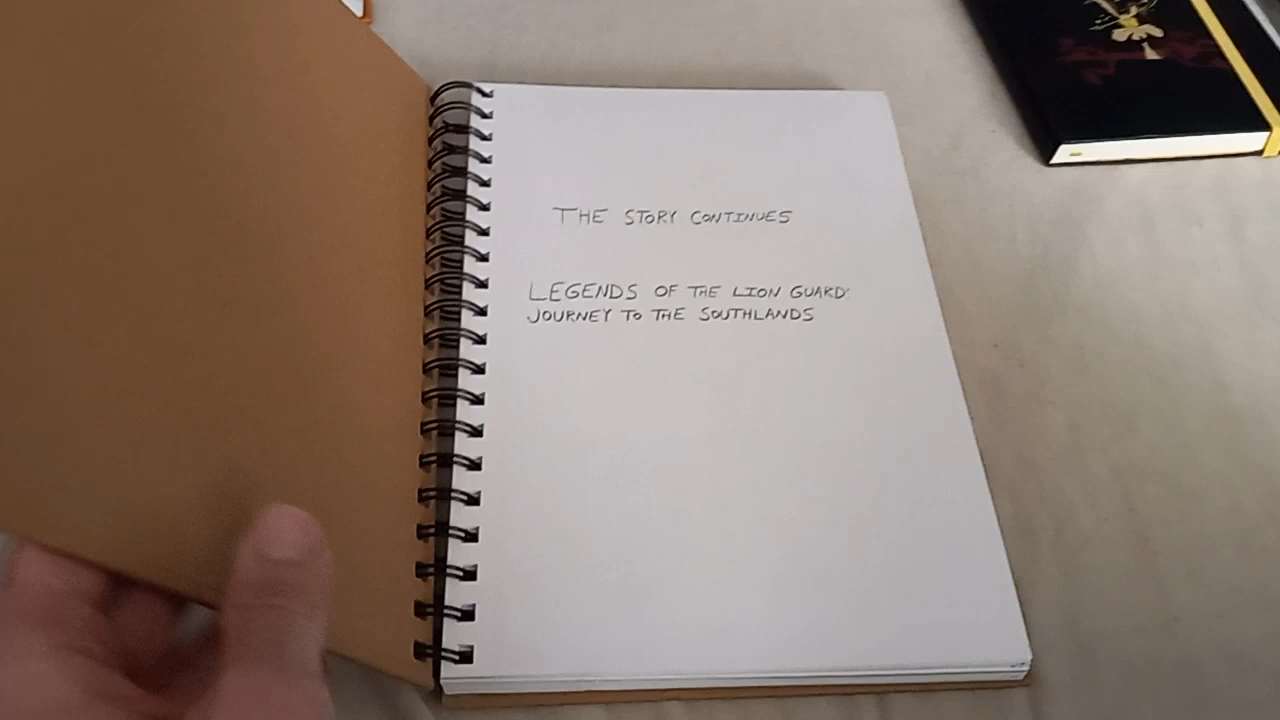 THE STORY CONTINUES
LEGENDS OF THE LION GUARD:
JOURNEY TO THE SOUTHLANDS